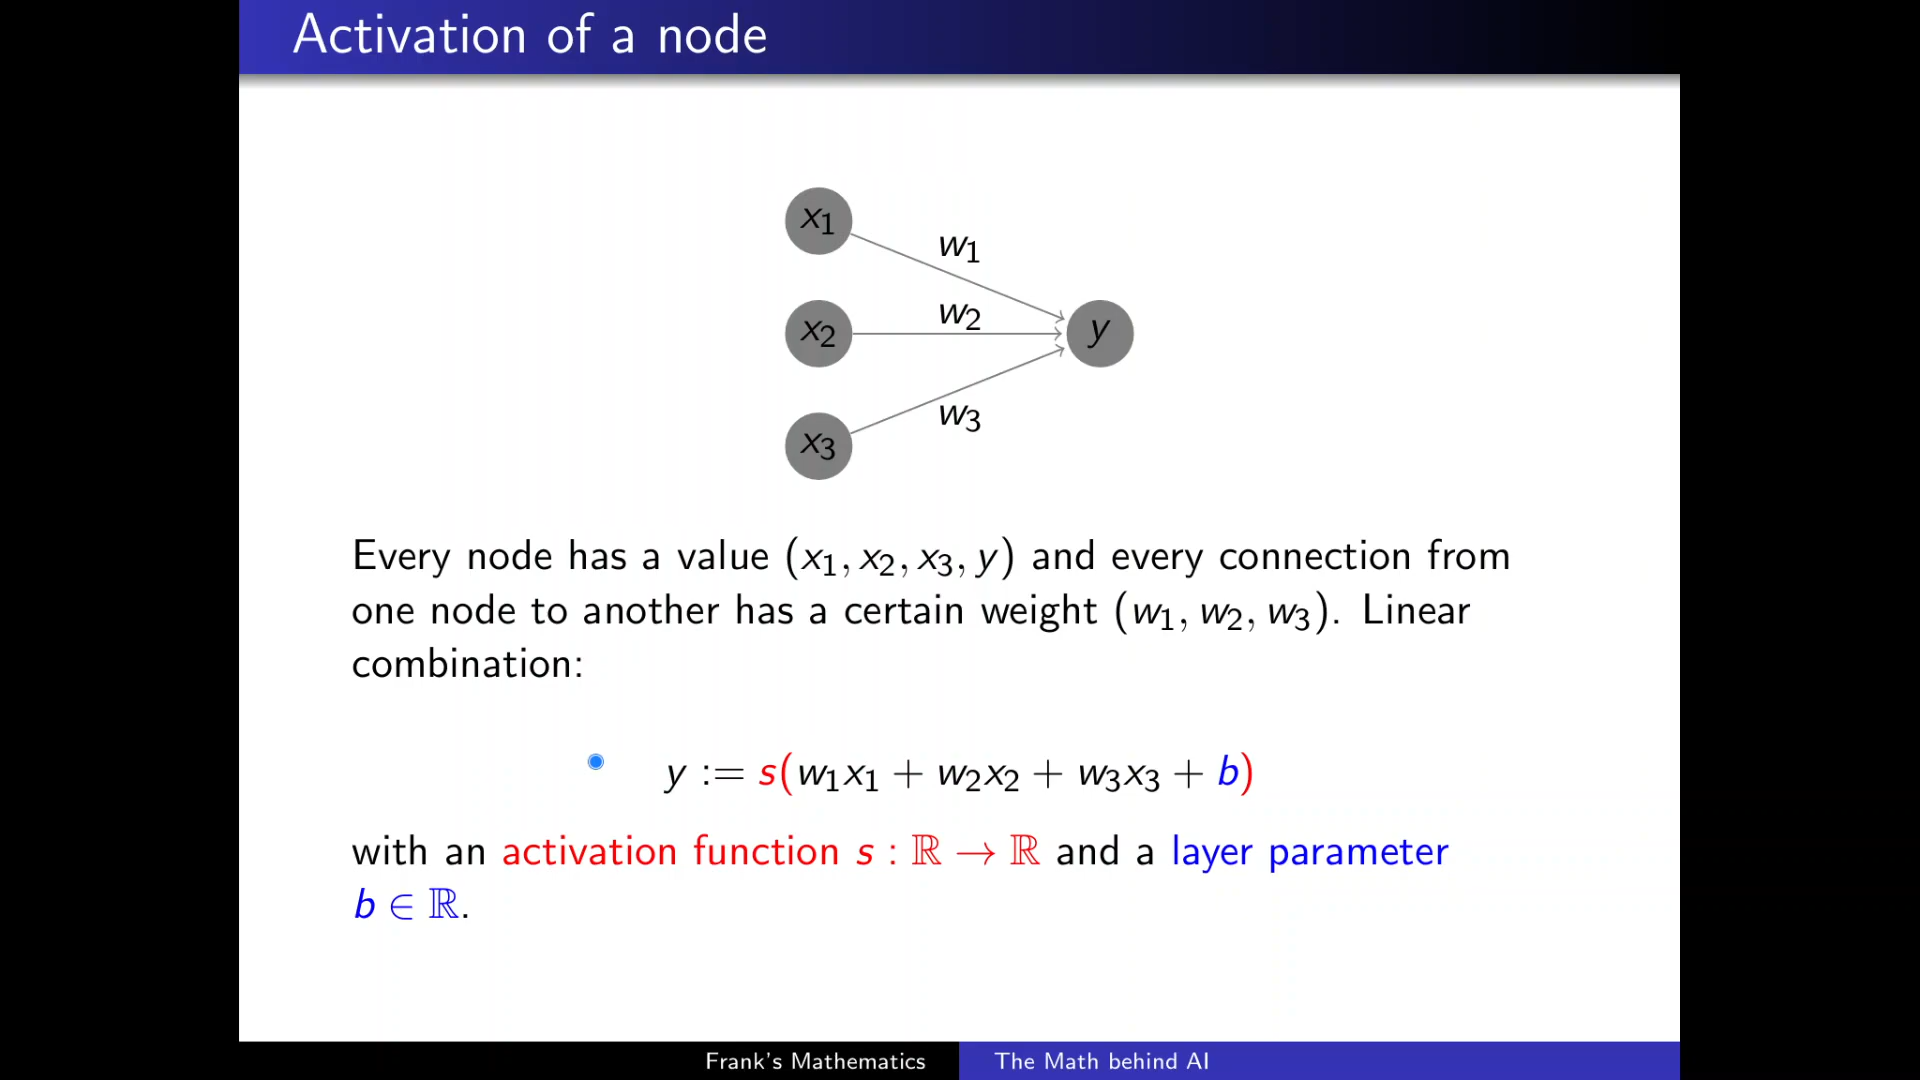 Activation of a node
x₁
w₁
w₂
x₂
y
w₃
x₃
Every node has a value (x₁, x₂, x₃, y) and every connection from
one node to another has a certain weight (w₁, w₂, w₃). Linear
combination:
y := s(w₁x₁ + w₂x₂ + w₃x₃ + b)
with an activation function s : ℝ → ℝ and a layer parameter
b ∈ ℝ.
Frank's Mathematics
The Math behind AI